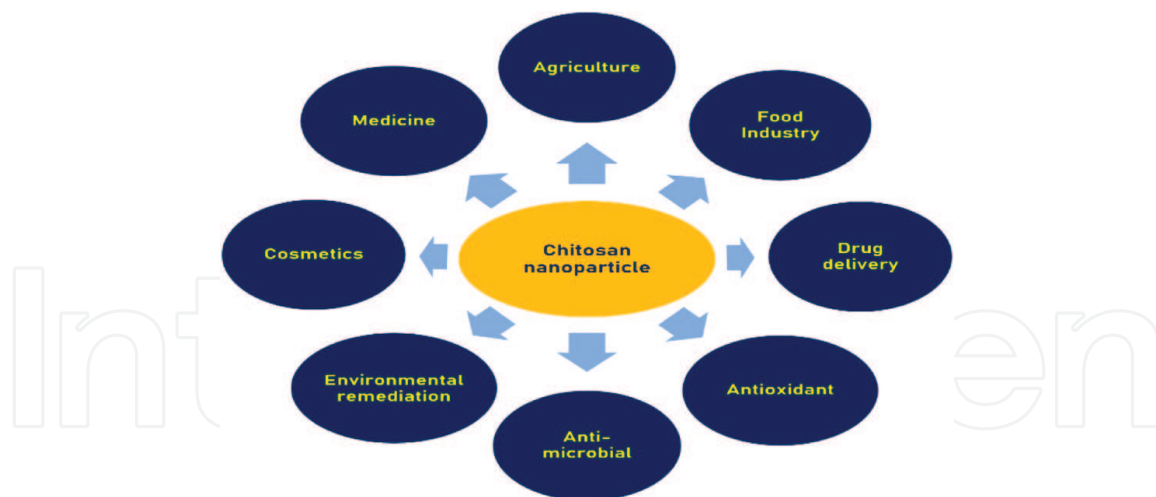 Agriculture
Food
Industry
Drug
delivery
Antioxidant
Anti-
microbial
Environmental
remediation
Cosmetics
Medicine
Chitosan
nanoparticle